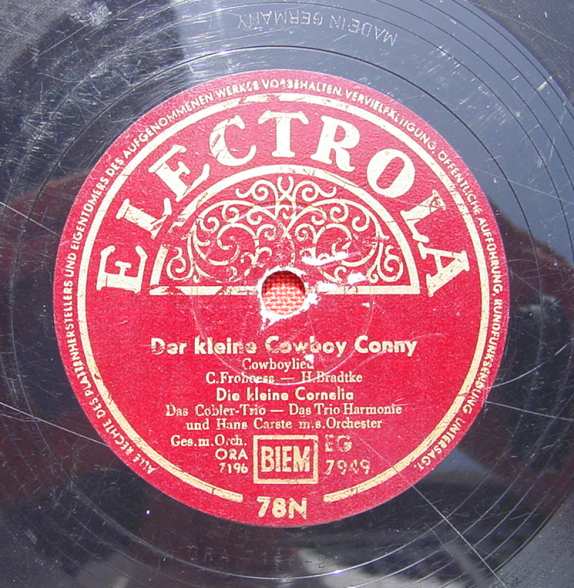 MADE IN GERMANY
ALLE RECHTE DES PLATTENHERSTELLERS UND EIGENTÜMERS DES AUFGENOMMENEN WERKES VORBEHALTEN. VERVIELFÄLTIGUNG, ÖFFENTLICHE AUFFÜHRUNG, RUNDFUNKSENDUNG UNTERSAGT.
ELECTROLA
Der kleine Cowboy Conny
Cowboylied
C. Froboess — H. Bradtke
Die kleine Cornelia
Das Cobler-Trio — Das Trio Harmonie
und Hans Carste m. s. Orchester
Ges. m. Orch. EG
ORA BIEM
7196 7949
78N